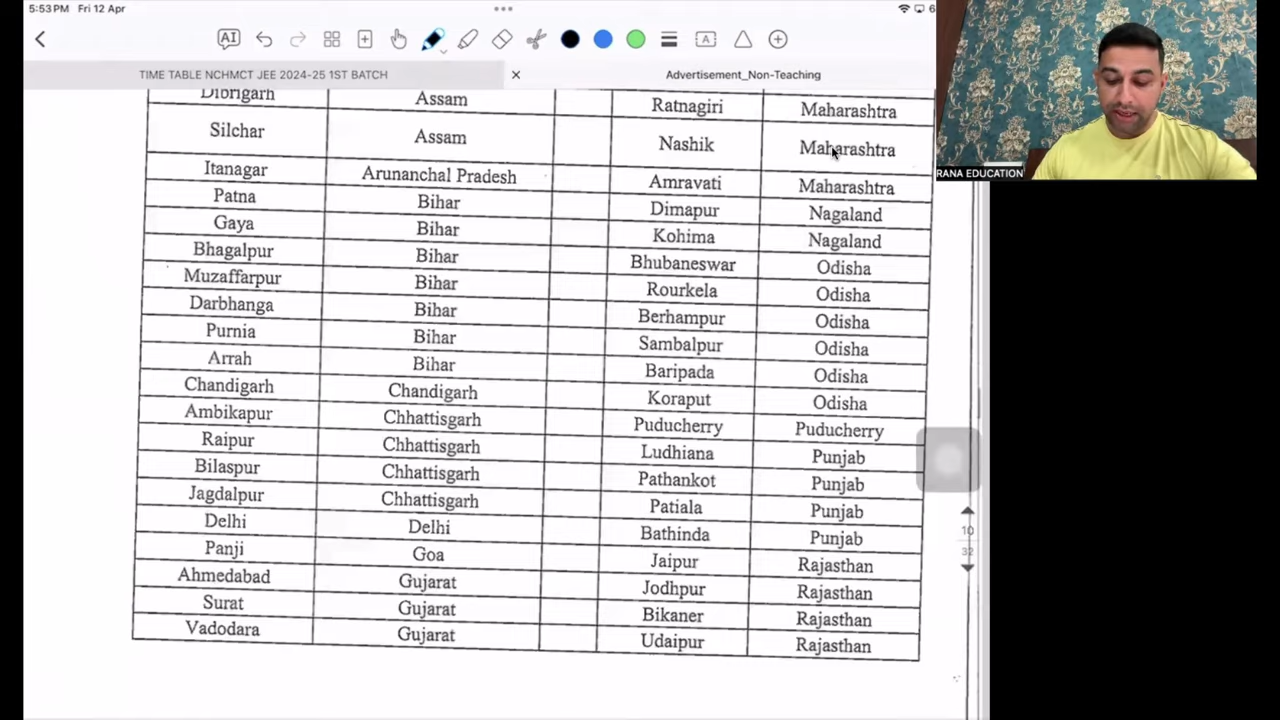 5:53 PM Fri 12 Apr 6
AI A
TIME TABLE NCHMCT JEE 2024-25 1ST BATCH Advertisement_Non-Teaching
RANA EDUCATION
Dibrigarh Assam Ratnagiri Maharashtra
Silchar Assam Nashik Maharashtra
Itanagar Arunanchal Pradesh Amravati Maharashtra
Patna Bihar Dimapur Nagaland
Gaya Bihar Kohima Nagaland
Bhagalpur Bihar Bhubaneswar Odisha
Muzaffarpur Bihar Rourkela Odisha
Darbhanga Bihar Berhampur Odisha
Purnia Bihar Sambalpur Odisha
Arrah Bihar Baripada Odisha
Chandigarh Chandigarh Koraput Odisha
Ambikapur Chhattisgarh Puducherry Puducherry
Raipur Chhattisgarh Ludhiana Punjab
Bilaspur Chhattisgarh Pathankot Punjab
Jagdalpur Chhattisgarh Patiala Punjab
Delhi Delhi Bathinda Punjab
Panji Goa Jaipur Rajasthan
Ahmedabad Gujarat Jodhpur Rajasthan
Surat Gujarat Bikaner Rajasthan
Vadodara Gujarat Udaipur Rajasthan
10
32